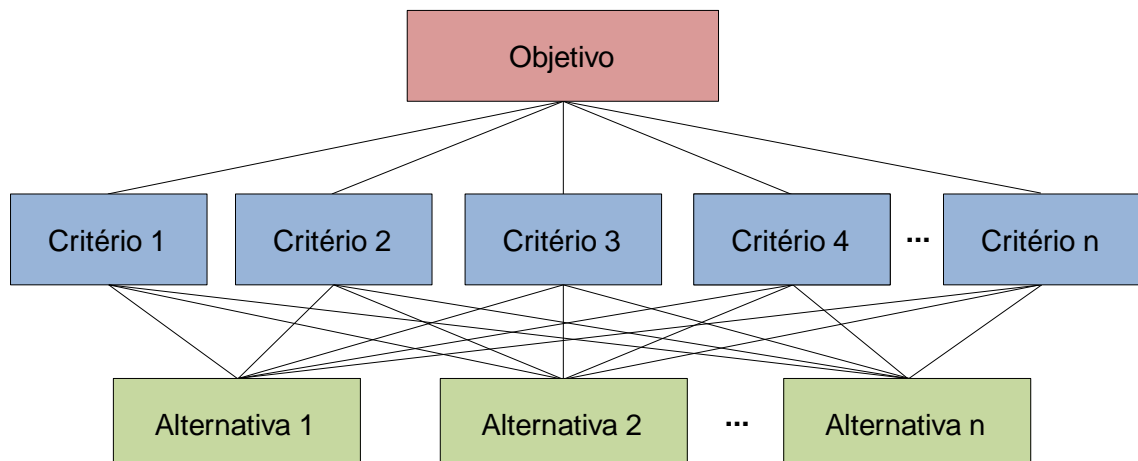 Objetivo
Critério 1
Critério 2
Critério 3
Critério 4
...
Critério n
Alternativa 1
Alternativa 2
...
Alternativa n